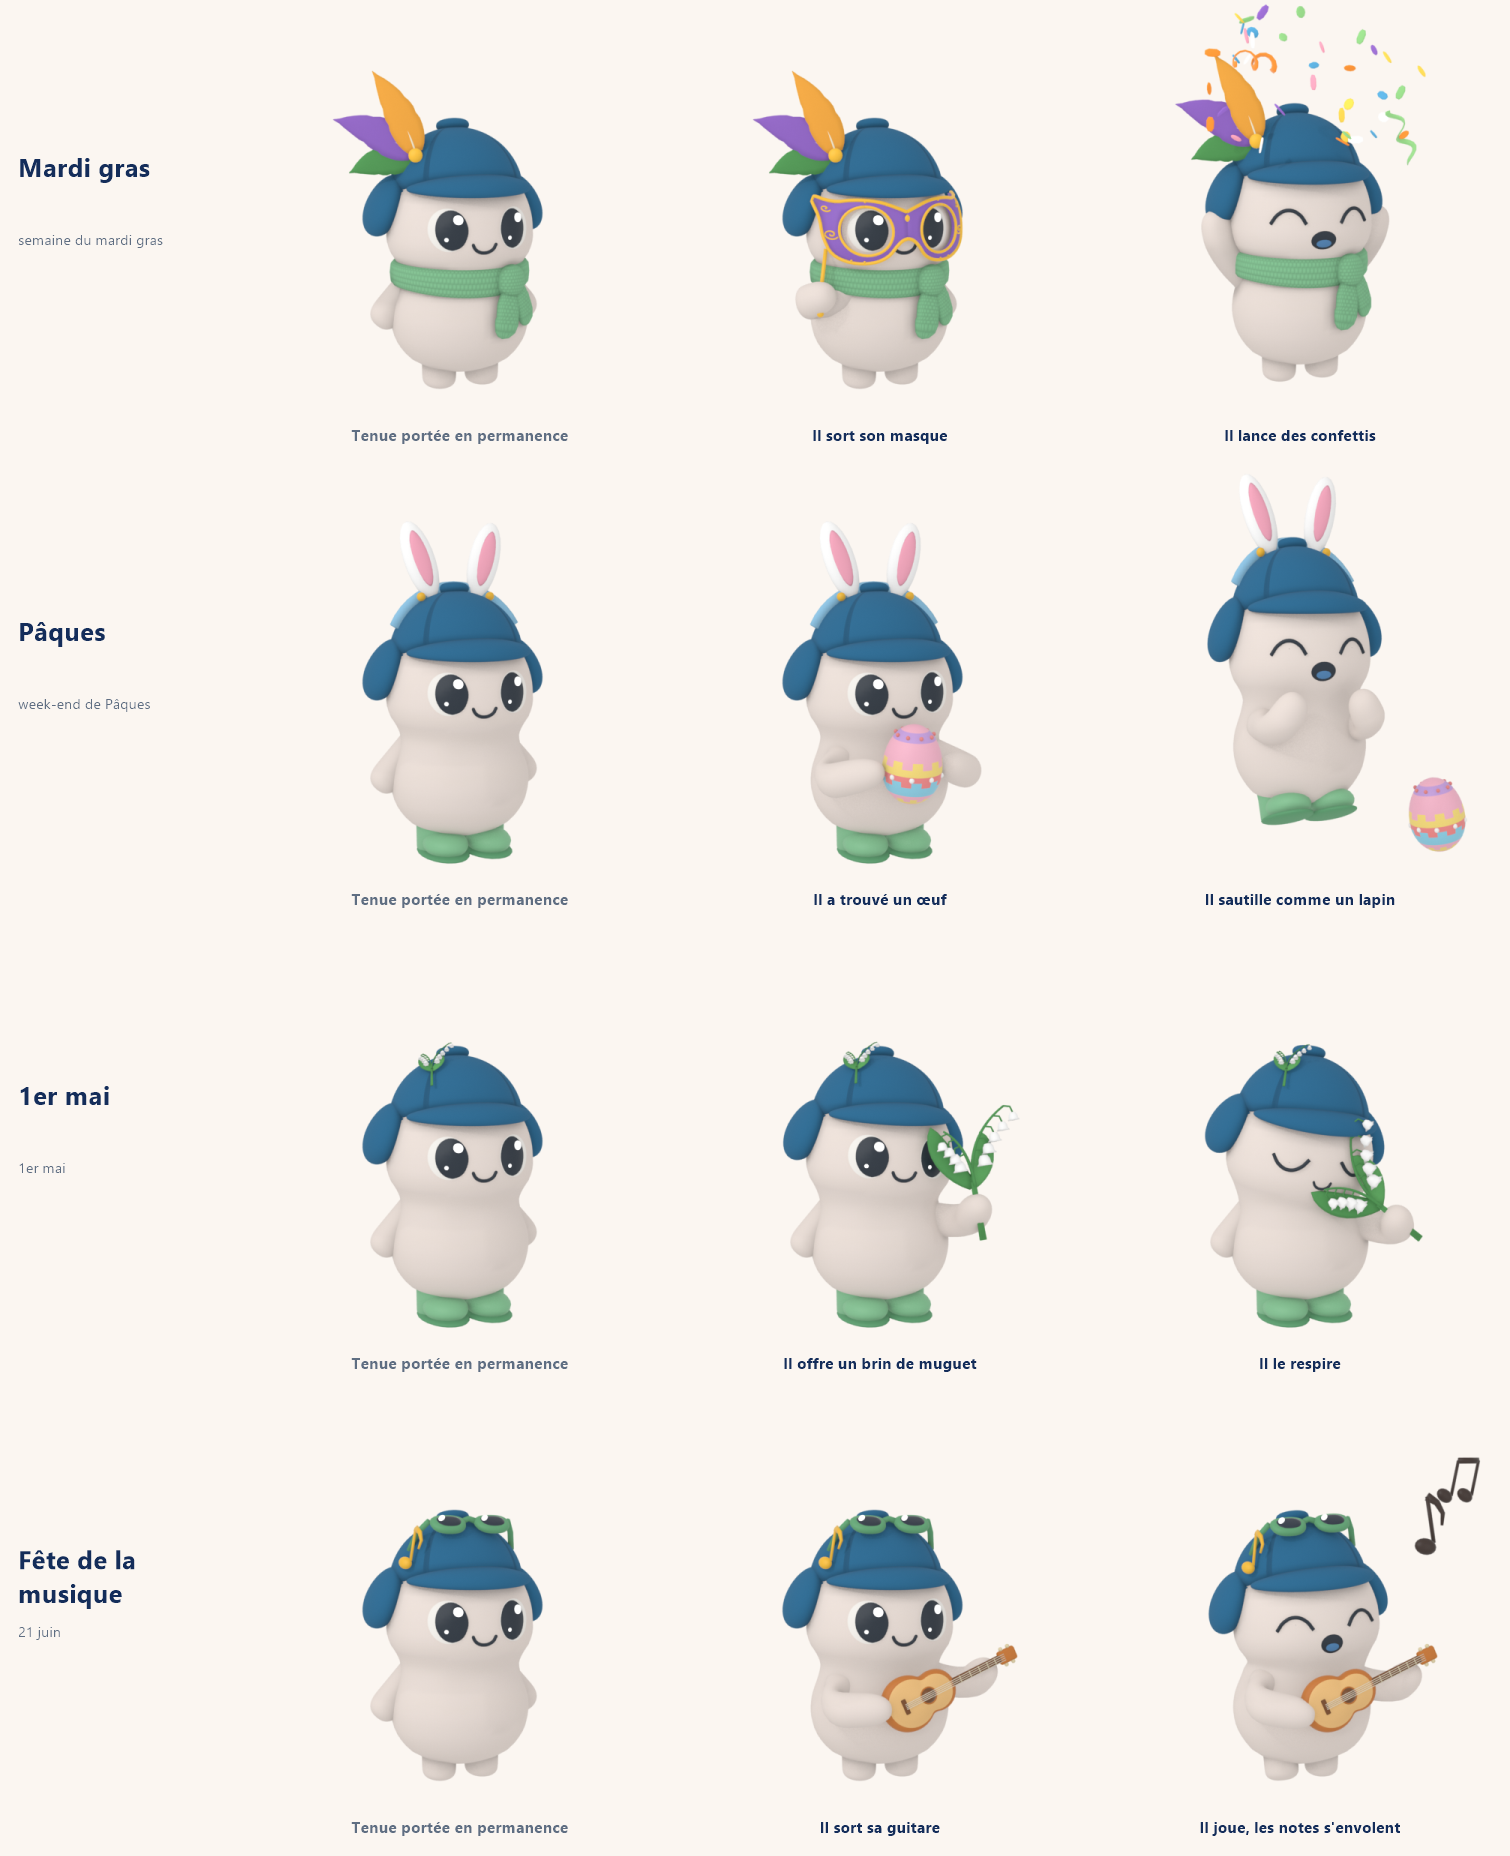 Mardi gras
semaine du mardi gras
Tenue portée en permanence
Il sort son masque
Il lance des confettis
Pâques
week-end de Pâques
Tenue portée en permanence
Il a trouvé un œuf
Il sautille comme un lapin
1er mai
1er mai
Tenue portée en permanence
Il offre un brin de muguet
Il le respire
Fête de la
musique
21 juin
Tenue portée en permanence
Il sort sa guitare
Il joue, les notes s'envolent